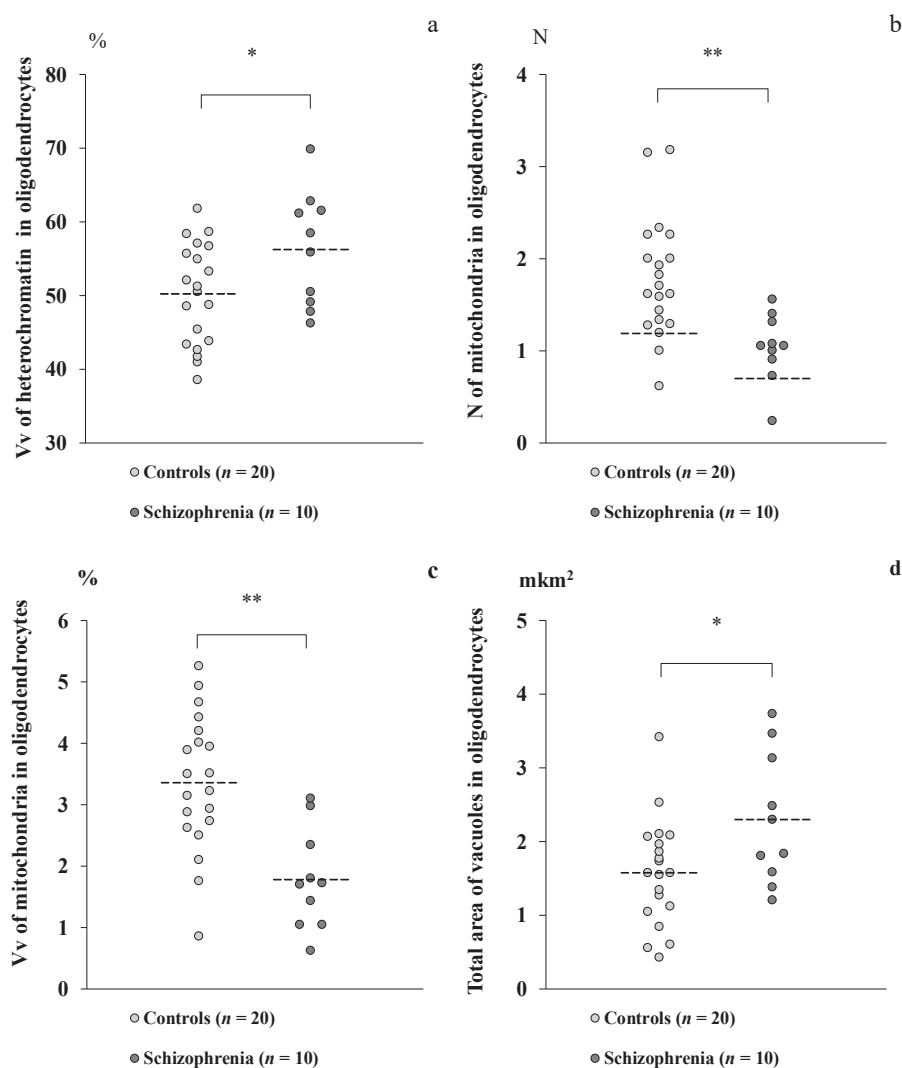 % a
*
Vv of heterochromatin in oligodendrocytes
80
70
60
50
40
30
Controls (n = 20)
Schizophrenia (n = 10)
N b
**
N of mitochondria in oligodendrocytes
4
3
2
1
0
Controls (n = 20)
Schizophrenia (n = 10)
% c
**
Vv of mitochondria in oligodendrocytes
6
5
4
3
2
1
0
Controls (n = 20)
Schizophrenia (n = 10)
mkm² d
*
Total area of vacuoles in oligodendrocytes
5
4
3
2
1
0
Controls (n = 20)
Schizophrenia (n = 10)